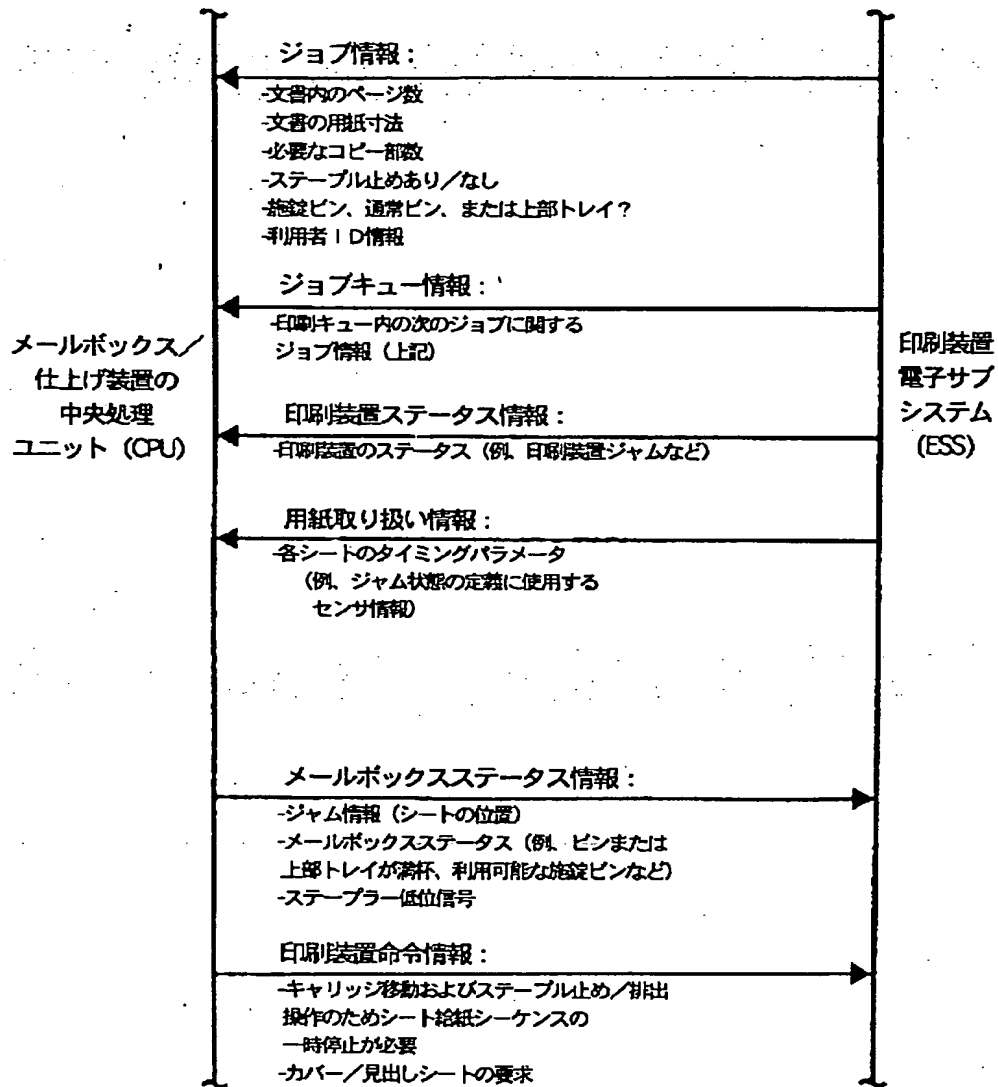 ジョブ情報：
-文書内のページ数
-文書の用紙寸法
-必要なコピー部数
-ステープル止めあり／なし
-施錠ビン、通常ビン、または上部トレイ？
-利用者ＩＤ情報
ジョブキュー情報：
-印刷キュー内の次のジョブに関する
ジョブ情報（上記）
メールボックス／
仕上げ装置の
中央処理
ユニット (CPU)
印刷装置
電子サブ
システム
(ESS)
印刷装置ステータス情報：
-印刷装置のステータス（例、印刷装置ジャムなど）
用紙取り扱い情報：
-各シートのタイミングパラメータ
（例、ジャム状態の定義に使用する
センサ情報）
メールボックスステータス情報：
-ジャム情報（シートの位置）
-メールボックスステータス（例、ビンまたは
上部トレイが満杯、利用可能な施錠ビンなど）
-ステープラー低位信号
印刷装置命令情報：
-キャリッジ移動およびステープル止め／排出
操作のためシート給紙シーケンスの
一時停止が必要
-カバー／見出しシートの要求